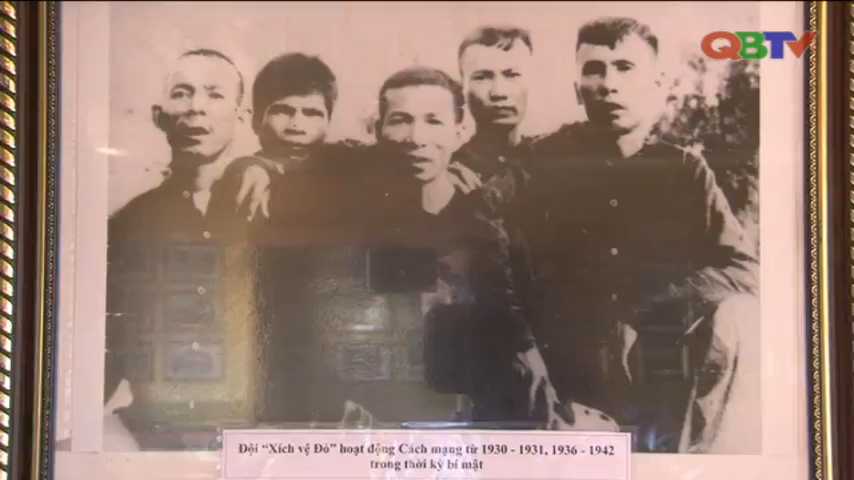 QBTV
Đội "Xích vệ Đỏ" hoạt động Cách mạng từ 1930 - 1931, 1936 - 1942
trong thời kỳ bí mật